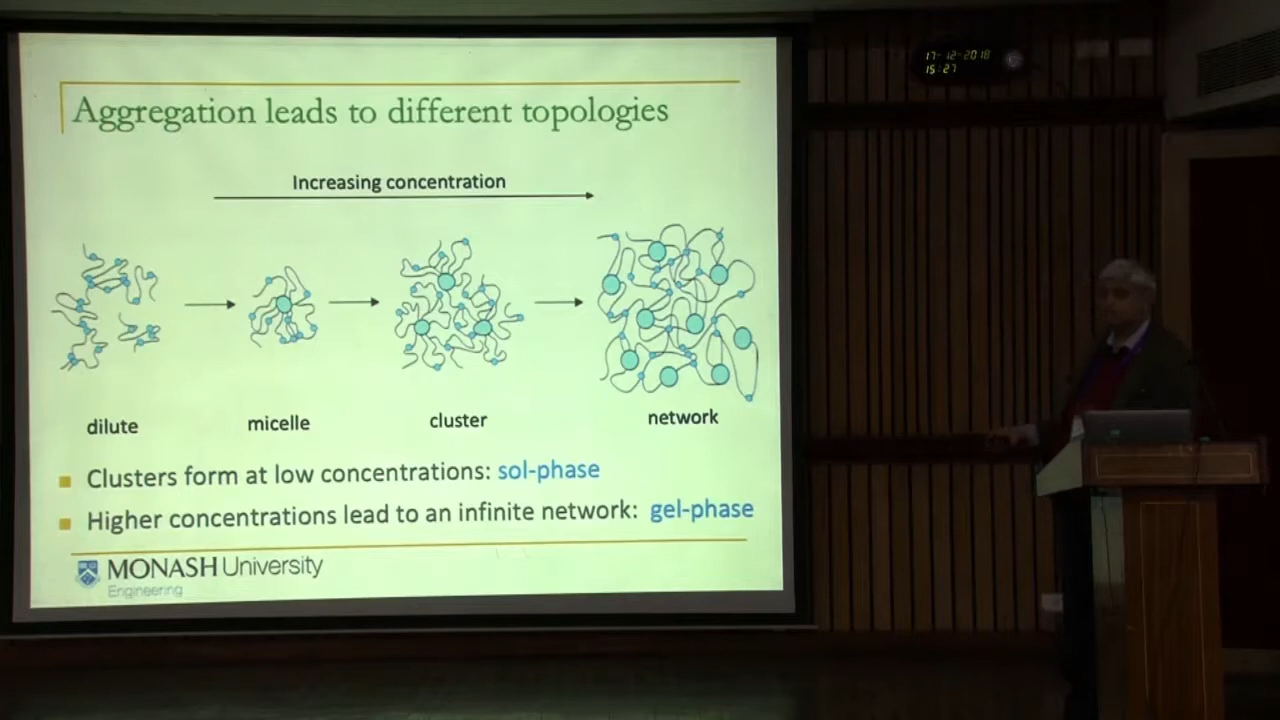 17-12-2018
15:27
Aggregation leads to different topologies
Increasing concentration
dilute
micelle
cluster
network
Clusters form at low concentrations: sol-phase
Higher concentrations lead to an infinite network: gel-phase
MONASH University
Engineering